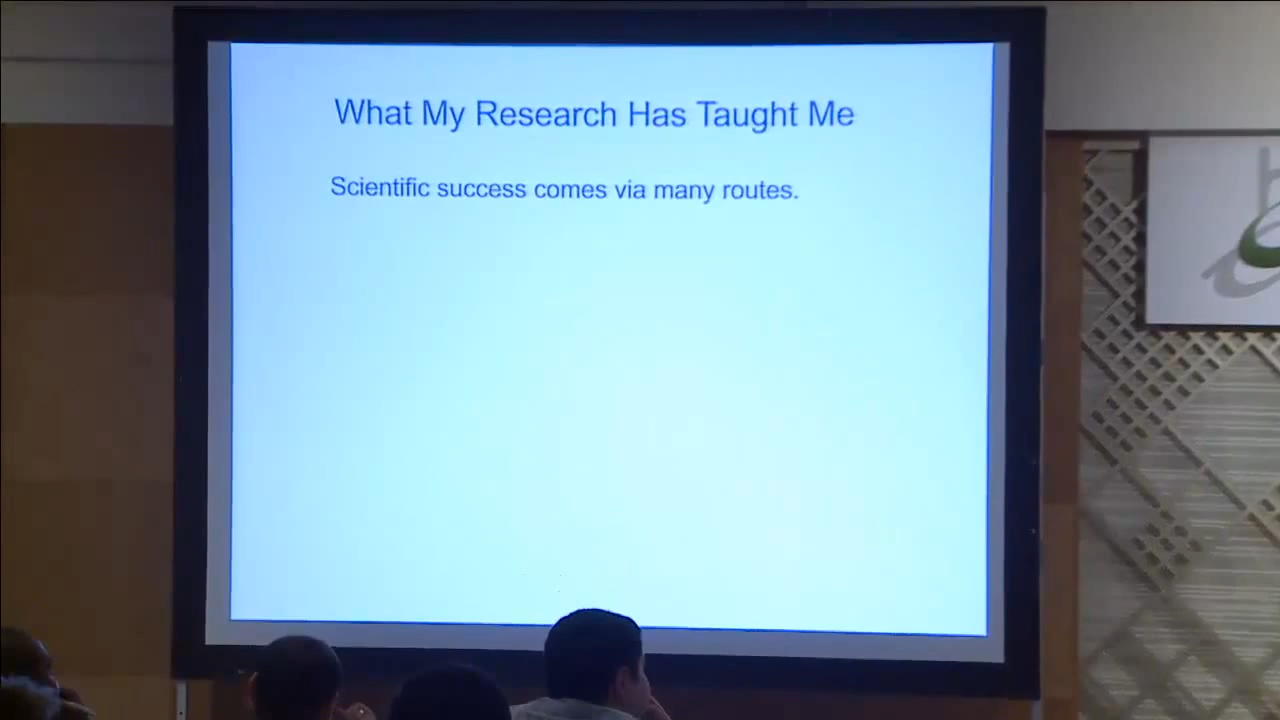 What My Research Has Taught Me
Scientific success comes via many routes.